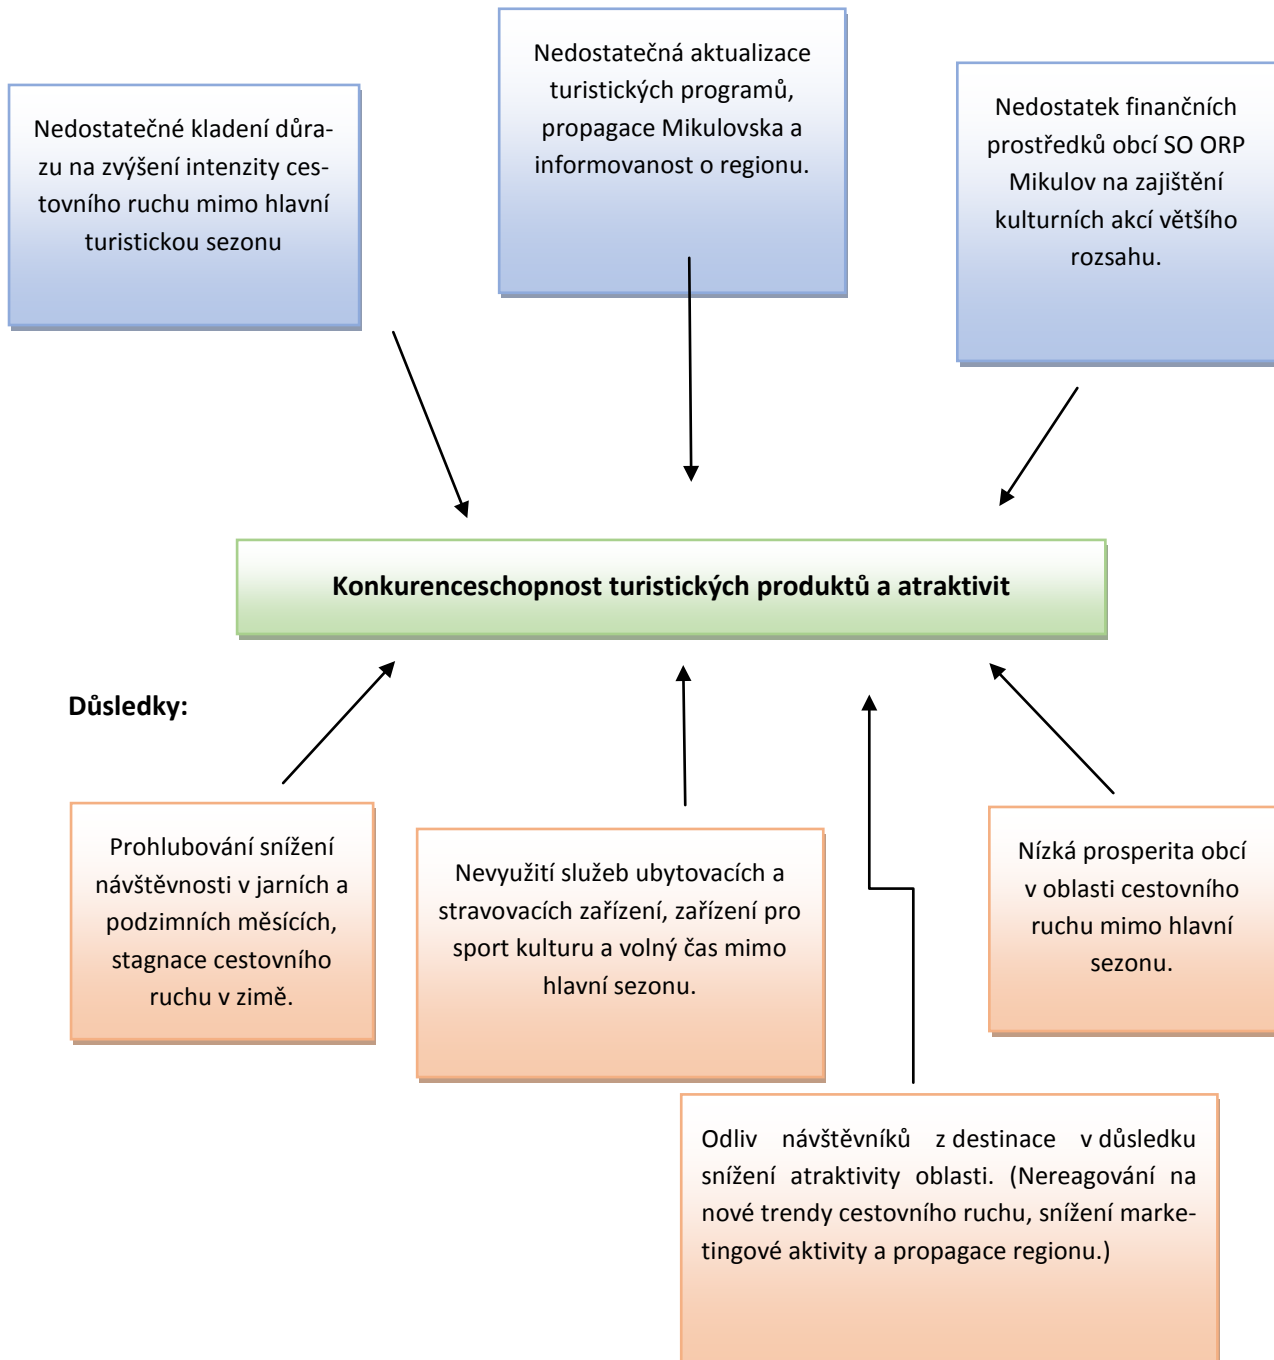 Nedostatečné kladení důra-
zu na zvýšení intenzity ces-
tovního ruchu mimo hlavní
turistickou sezonu
Nedostatečná aktualizace
turistických programů,
propagace Mikulovska a
informovanost o regionu.
Nedostatek finančních
prostředků obcí SO ORP
Mikulov na zajištění
kulturních akcí většího
rozsahu.
Konkurenceschopnost turistických produktů a atraktivit
Důsledky:
Prohlubování snížení
návštěvnosti v jarních a
podzimních měsících,
stagnace cestovního
ruchu v zimě.
Nevyužití služeb ubytovacích a
stravovacích zařízení, zařízení pro
sport kulturu a volný čas mimo
hlavní sezonu.
Nízká prosperita obcí
v oblasti cestovního
ruchu mimo hlavní
sezonu.
Odliv návštěvníků z destinace v důsledku
snížení atraktivity oblasti. (Nereagování na
nové trendy cestovního ruchu, snížení marke-
tingové aktivity a propagace regionu.)